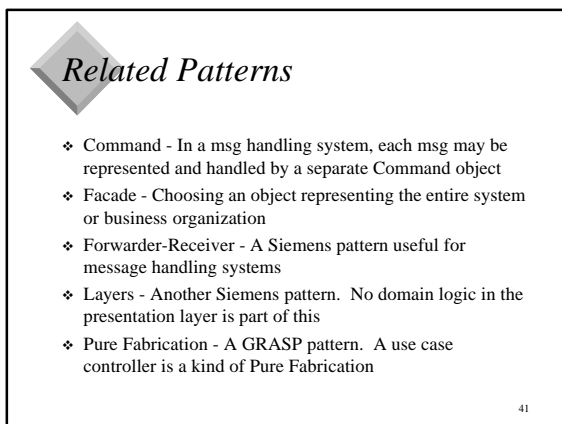 Related Patterns
❖ Command - In a msg handling system, each msg may be
represented and handled by a separate Command object
❖ Facade - Choosing an object representing the entire system
or business organization
❖ Forwarder-Receiver - A Siemens pattern useful for
message handling systems
❖ Layers - Another Siemens pattern.  No domain logic in the
presentation layer is part of this
❖ Pure Fabrication - A GRASP pattern.  A use case
controller is a kind of Pure Fabrication
41